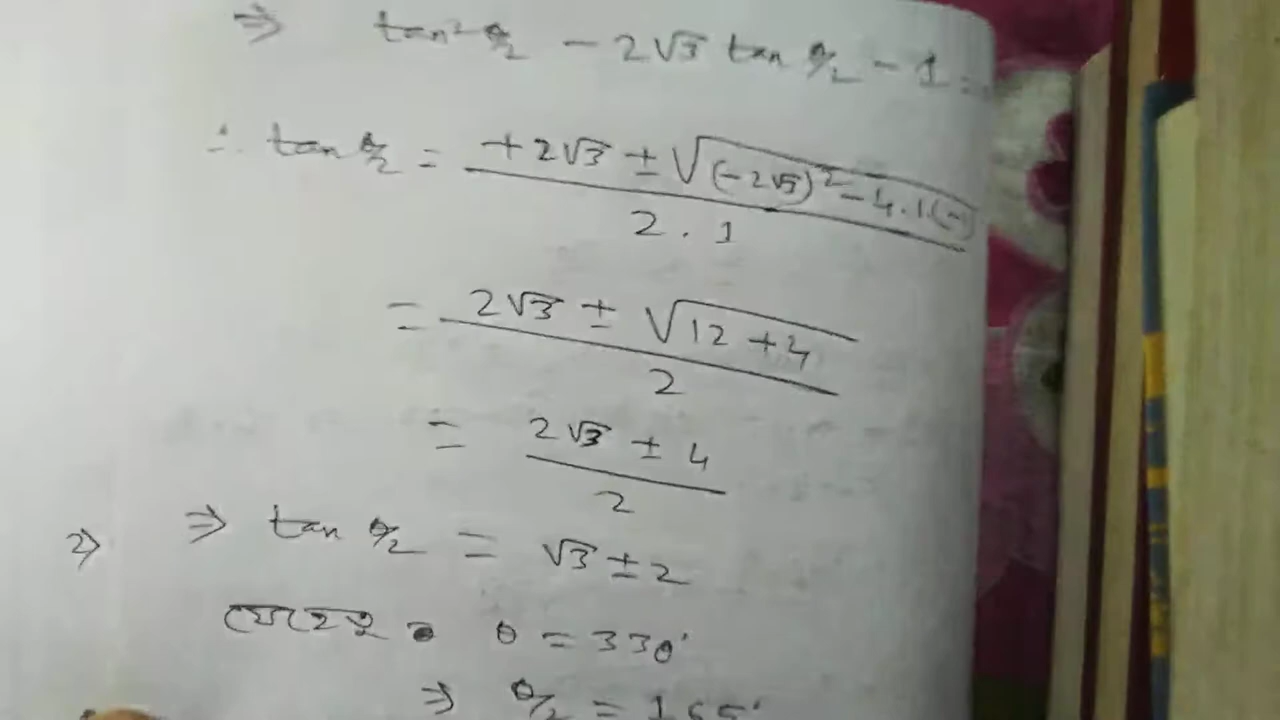 ⇒ tan² θ/2 - 2√3 tan θ/2 - 1 =
∴ tan θ/2 = (+2√3 ± √((-2√3)² - 4.1.(-1)) / 2.1
= (2√3 ± √(12 + 4)) / 2
= (2√3 ± 4) / 2
2) ⇒ tan θ/2 = √3 ± 2
যেহেতু θ = 330°
⇒ θ/2 = 165°